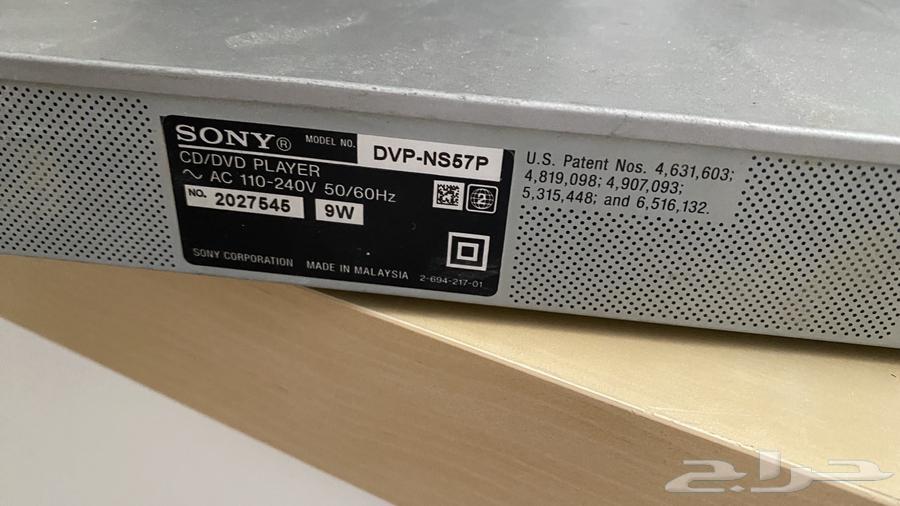 SONY®
MODEL NO. DVP-NS57P
CD/DVD PLAYER
~ AC 110-240V 50/60Hz
NO. 2027545 9W
2
SONY CORPORATION MADE IN MALAYSIA 2-694-217-01
U.S. Patent Nos. 4,631,603;
4,819,098; 4,907,093;
5,315,448; and 6,516,132.
حراج